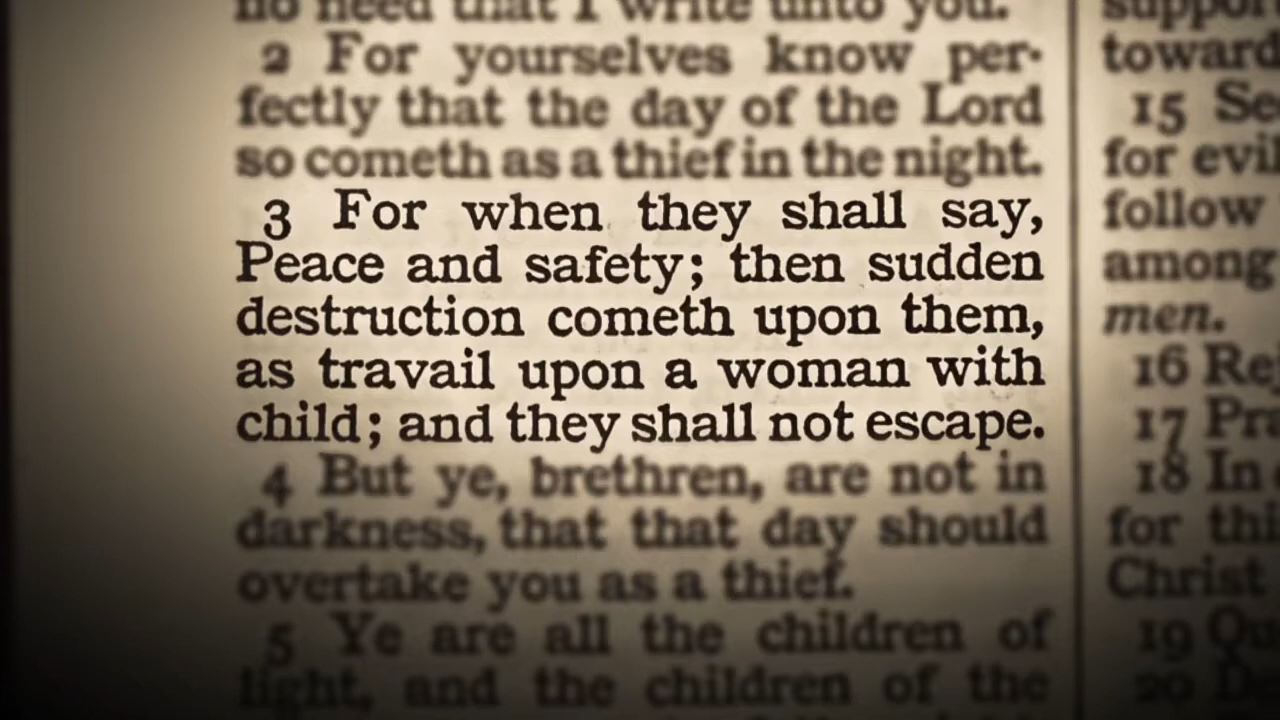 no need that I write unto you.
2 For yourselves know per-
fectly that the day of the Lord
so cometh as a thief in the night.
3 For when they shall say,
Peace and safety; then sudden
destruction cometh upon them,
as travail upon a woman with
child; and they shall not escape.
4 But ye, brethren, are not in
darkness, that that day should
overtake you as a thief.
5 Ye are all the children of
light, and the children of the
toward
15
for evil
follow
among
men.
16
17
18 In
for
Christ
19
20